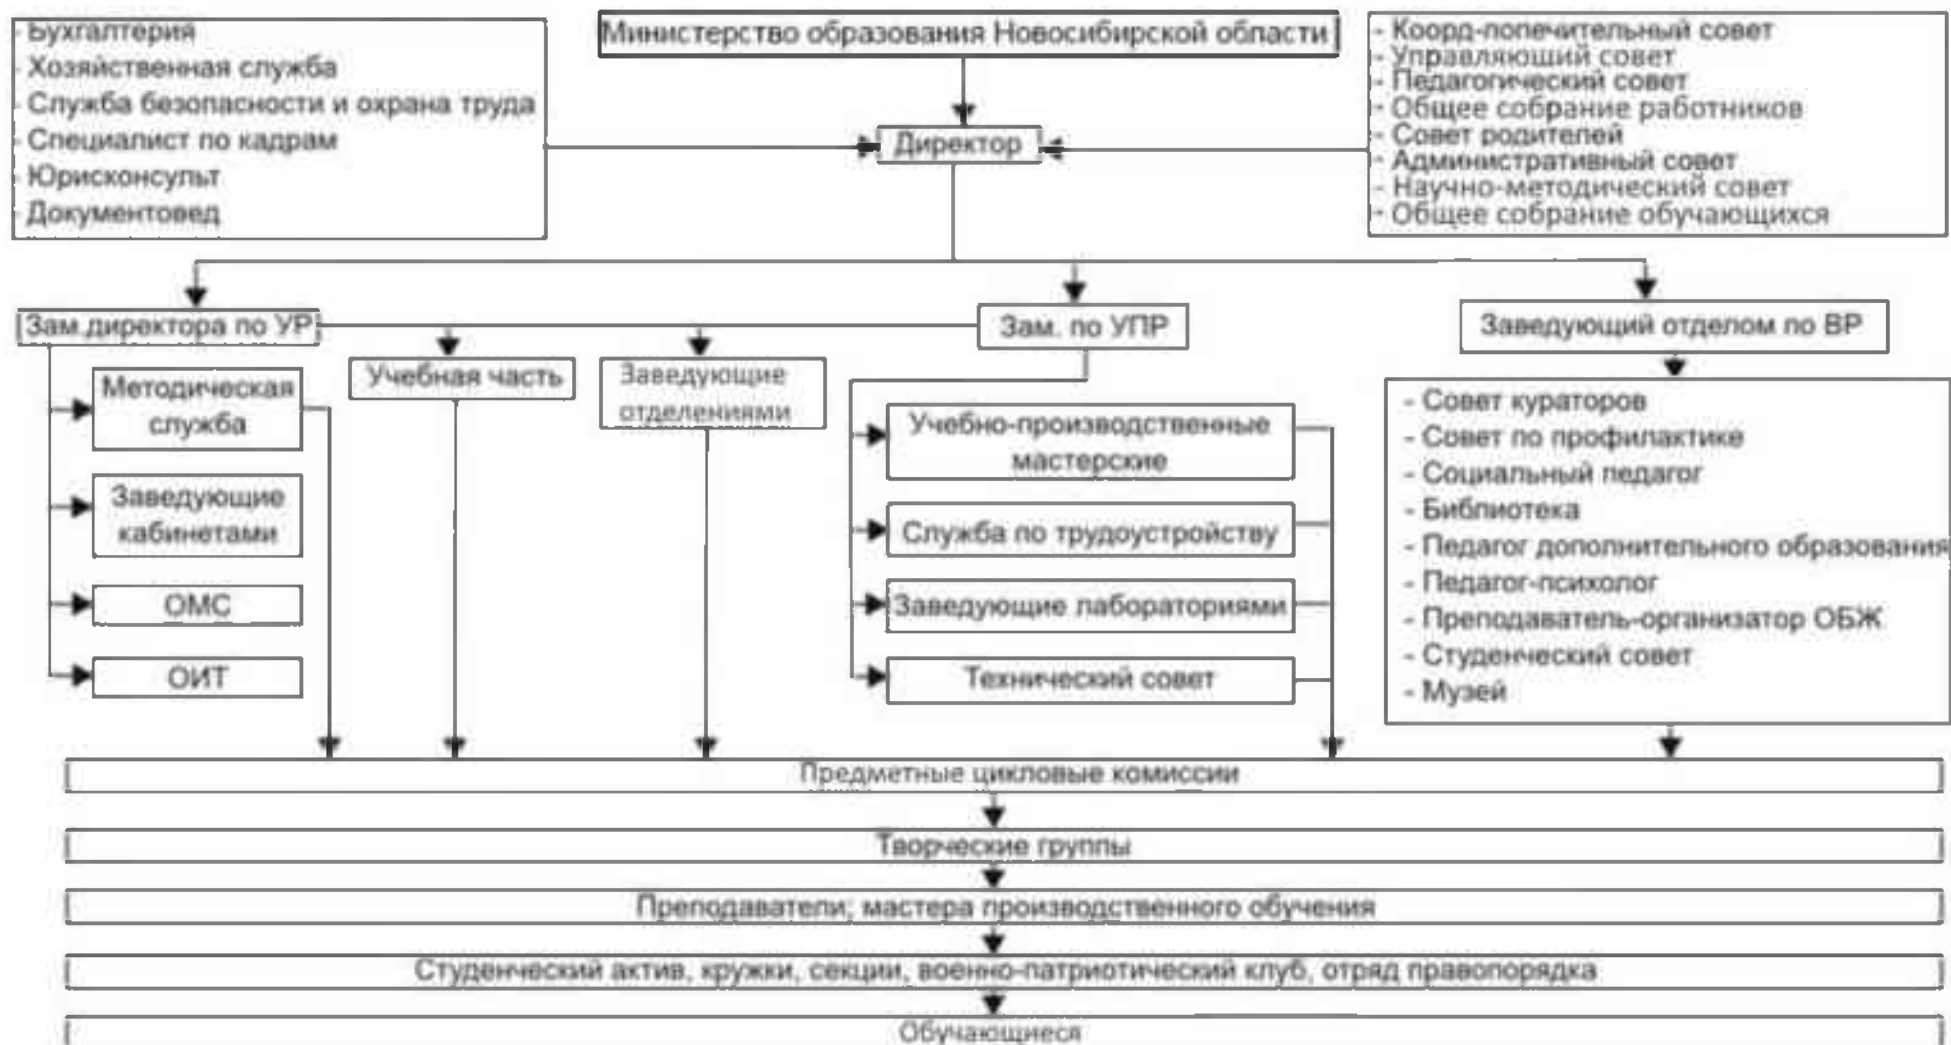 Министерство образования Новосибирской области
- Бухгалтерия
- Хозяйственная служба
- Служба безопасности и охрана труда
- Специалист по кадрам
- Юрисконсульт
- Документовед
Директор
- Коорд-попечительный совет
- Управляющий совет
- Педагогический совет
- Общее собрание работников
- Совет родителей
- Административный совет
- Научно-методический совет
- Общее собрание обучающихся
Зам.директора по УР
Зам. по УПР
Заведующий отделом по ВР
Методическая
служба
Заведующие
кабинетами
ОМС
ОИТ
Учебная часть
Заведующие
отделениями
Учебно-производственные
мастерские
Служба по трудоустройству
Заведующие лабораториями
Технический совет
- Совет кураторов
- Совет по профилактике
- Социальный педагог
- Библиотека
- Педагог дополнительного образования
- Педагог-психолог
- Преподаватель-организатор ОБЖ
- Студенческий совет
- Музей
Предметные цикловые комиссии
Творческие группы
Преподаватели; мастера производственного обучения
Студенческий актив, кружки, секции, военно-патриотический клуб, отряд правопорядка
Обучающиеся